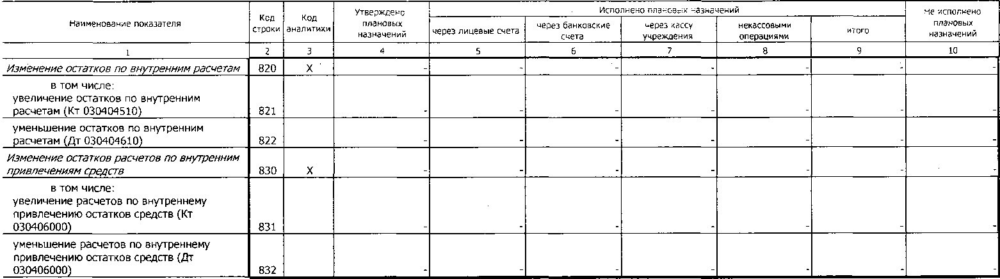 Наименование показателя
Код
строки
Код
аналитики
Утверждено
плановых
назначений
Исполнено плановых назначений
через лицевые счета
через банковские
счета
через кассу
учреждения
некассовыми
операциями
итого
Не исполнено
плановых
назначений
1 2 3 4 5 6 7 8 9 10
Изменение остатков по внутренним расчетам 820 X - - - - - - -
в том числе:
увеличение остатков по внутренним
расчетам (Кт 030404510) 821 - - - - - - -
уменьшение остатков по внутренним
расчетам (Дт 030404610) 822 - - - - - - -
Изменение остатков расчетов по внутренним
привлечениям средств 830 X - - - - - - -
в том числе:
увеличение расчетов по внутреннему
привлечению остатков средств (Кт
030406000) 831 - - - - - - -
уменьшение расчетов по внутреннему
привлечению остатков средств (Дт
030406000) 832 - - - - - - -